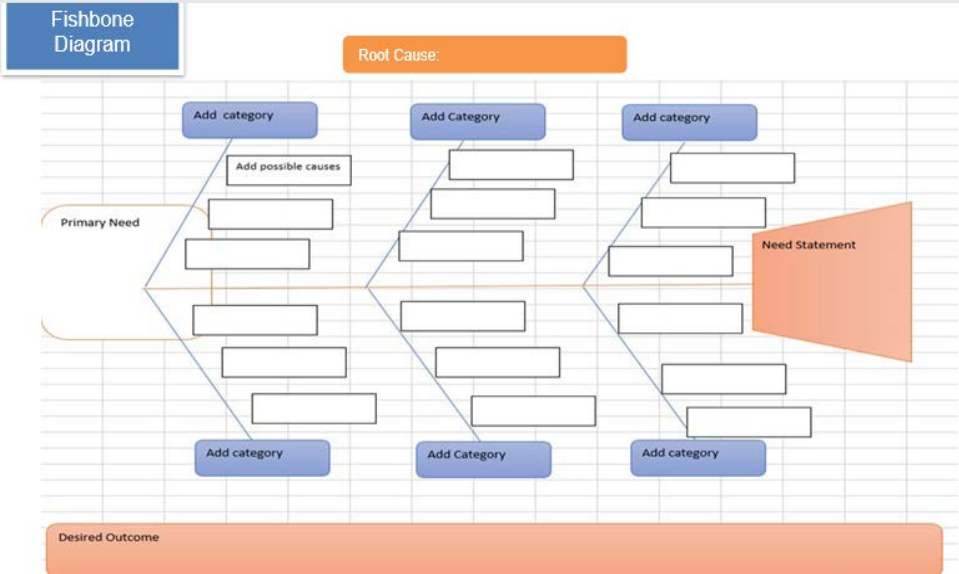 Fishbone
Diagram
Root Cause:
Add category
Add Category
Add category
Add possible causes
Primary Need
Need Statement
Add category
Add Category
Add category
Desired Outcome